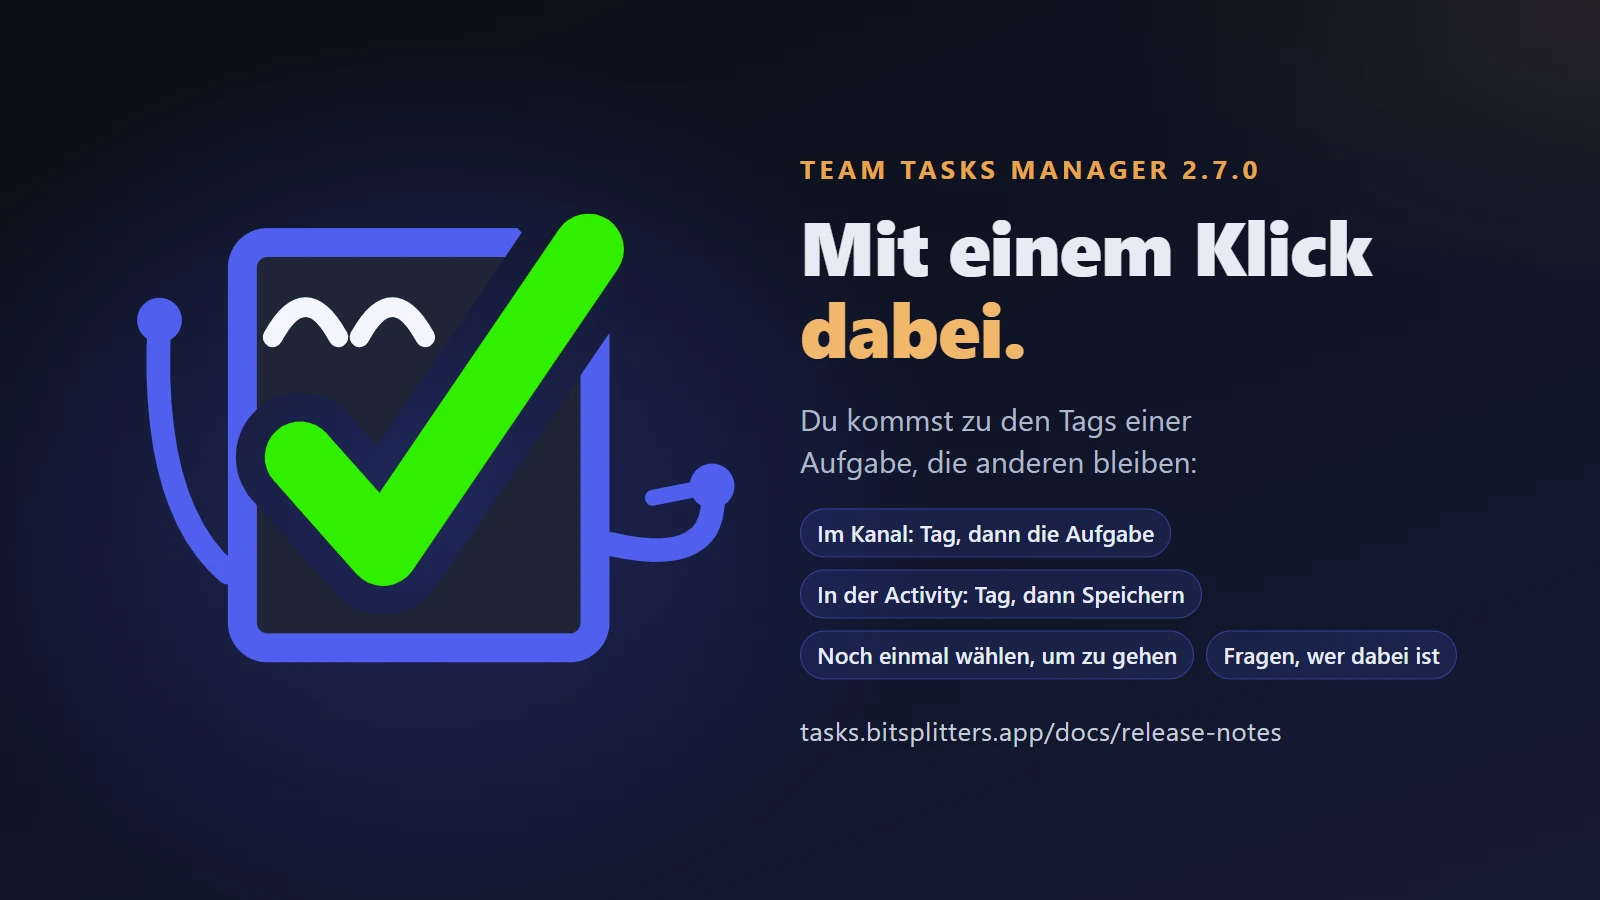 TEAM TASKS MANAGER 2.7.0
Mit einem Klick
dabei.
Du kommst zu den Tags einer
Aufgabe, die anderen bleiben:
Im Kanal: Tag, dann die Aufgabe
In der Activity: Tag, dann Speichern
Noch einmal wählen, um zu gehen
Fragen, wer dabei ist
tasks.bitsplitters.app/docs/release-notes